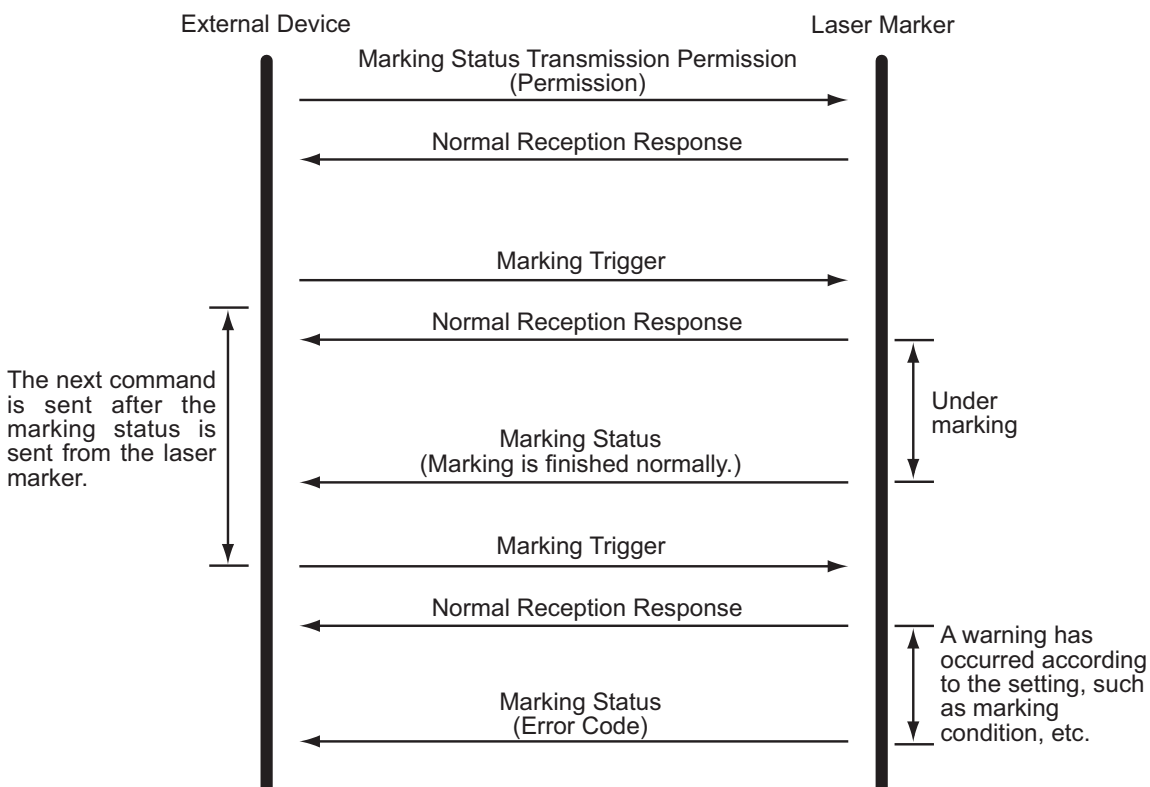 External Device
Laser Marker
Marking Status Transmission Permission
(Permission)
Normal Reception Response
Marking Trigger
Normal Reception Response
The next command
is sent after the
marking status is
sent from the laser
marker.
Under
marking
Marking Status
(Marking is finished normally.)
Marking Trigger
Normal Reception Response
A warning has
occurred according
to the setting, such
as marking
condition, etc.
Marking Status
(Error Code)